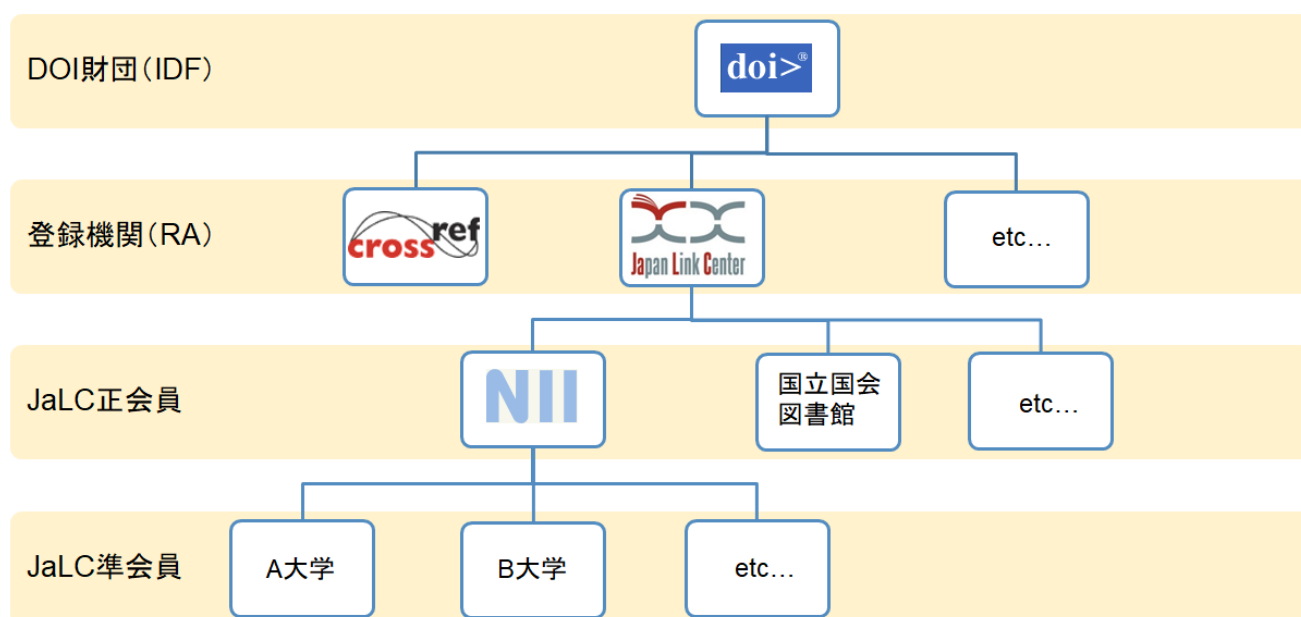 DOI財団（IDF）
doi>®
登録機関（RA）
crossref
Japan Link Center
etc…
JaLC正会員
NII
国立国会
図書館
etc…
JaLC準会員
A大学
B大学
etc…